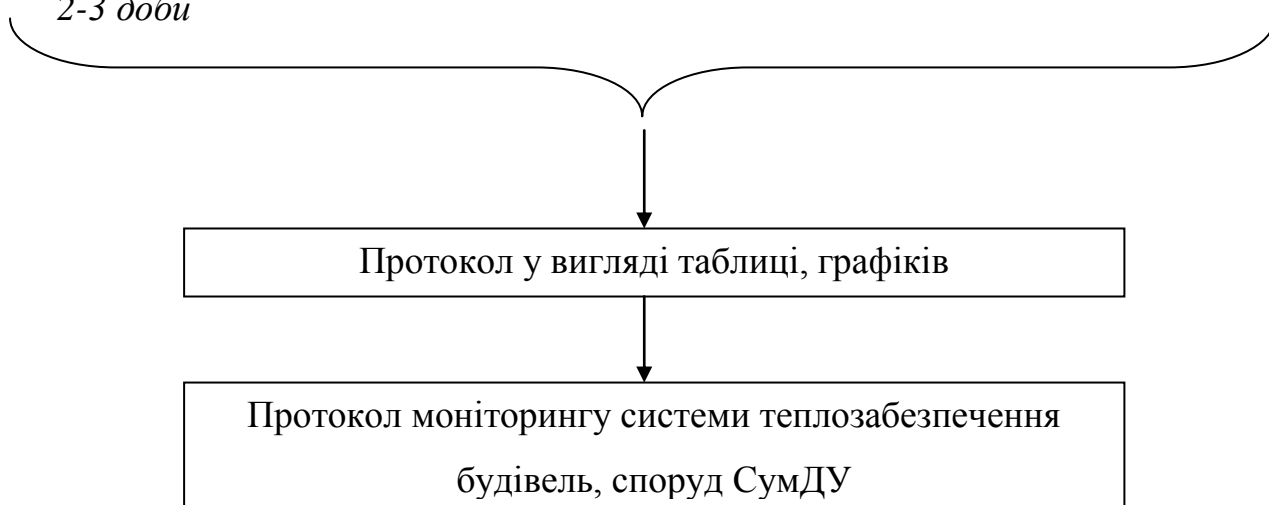 2-3 доби
Протокол у вигляді таблиці, графіків
Протокол моніторингу системи теплозабезпечення
будівель, споруд СумДУ